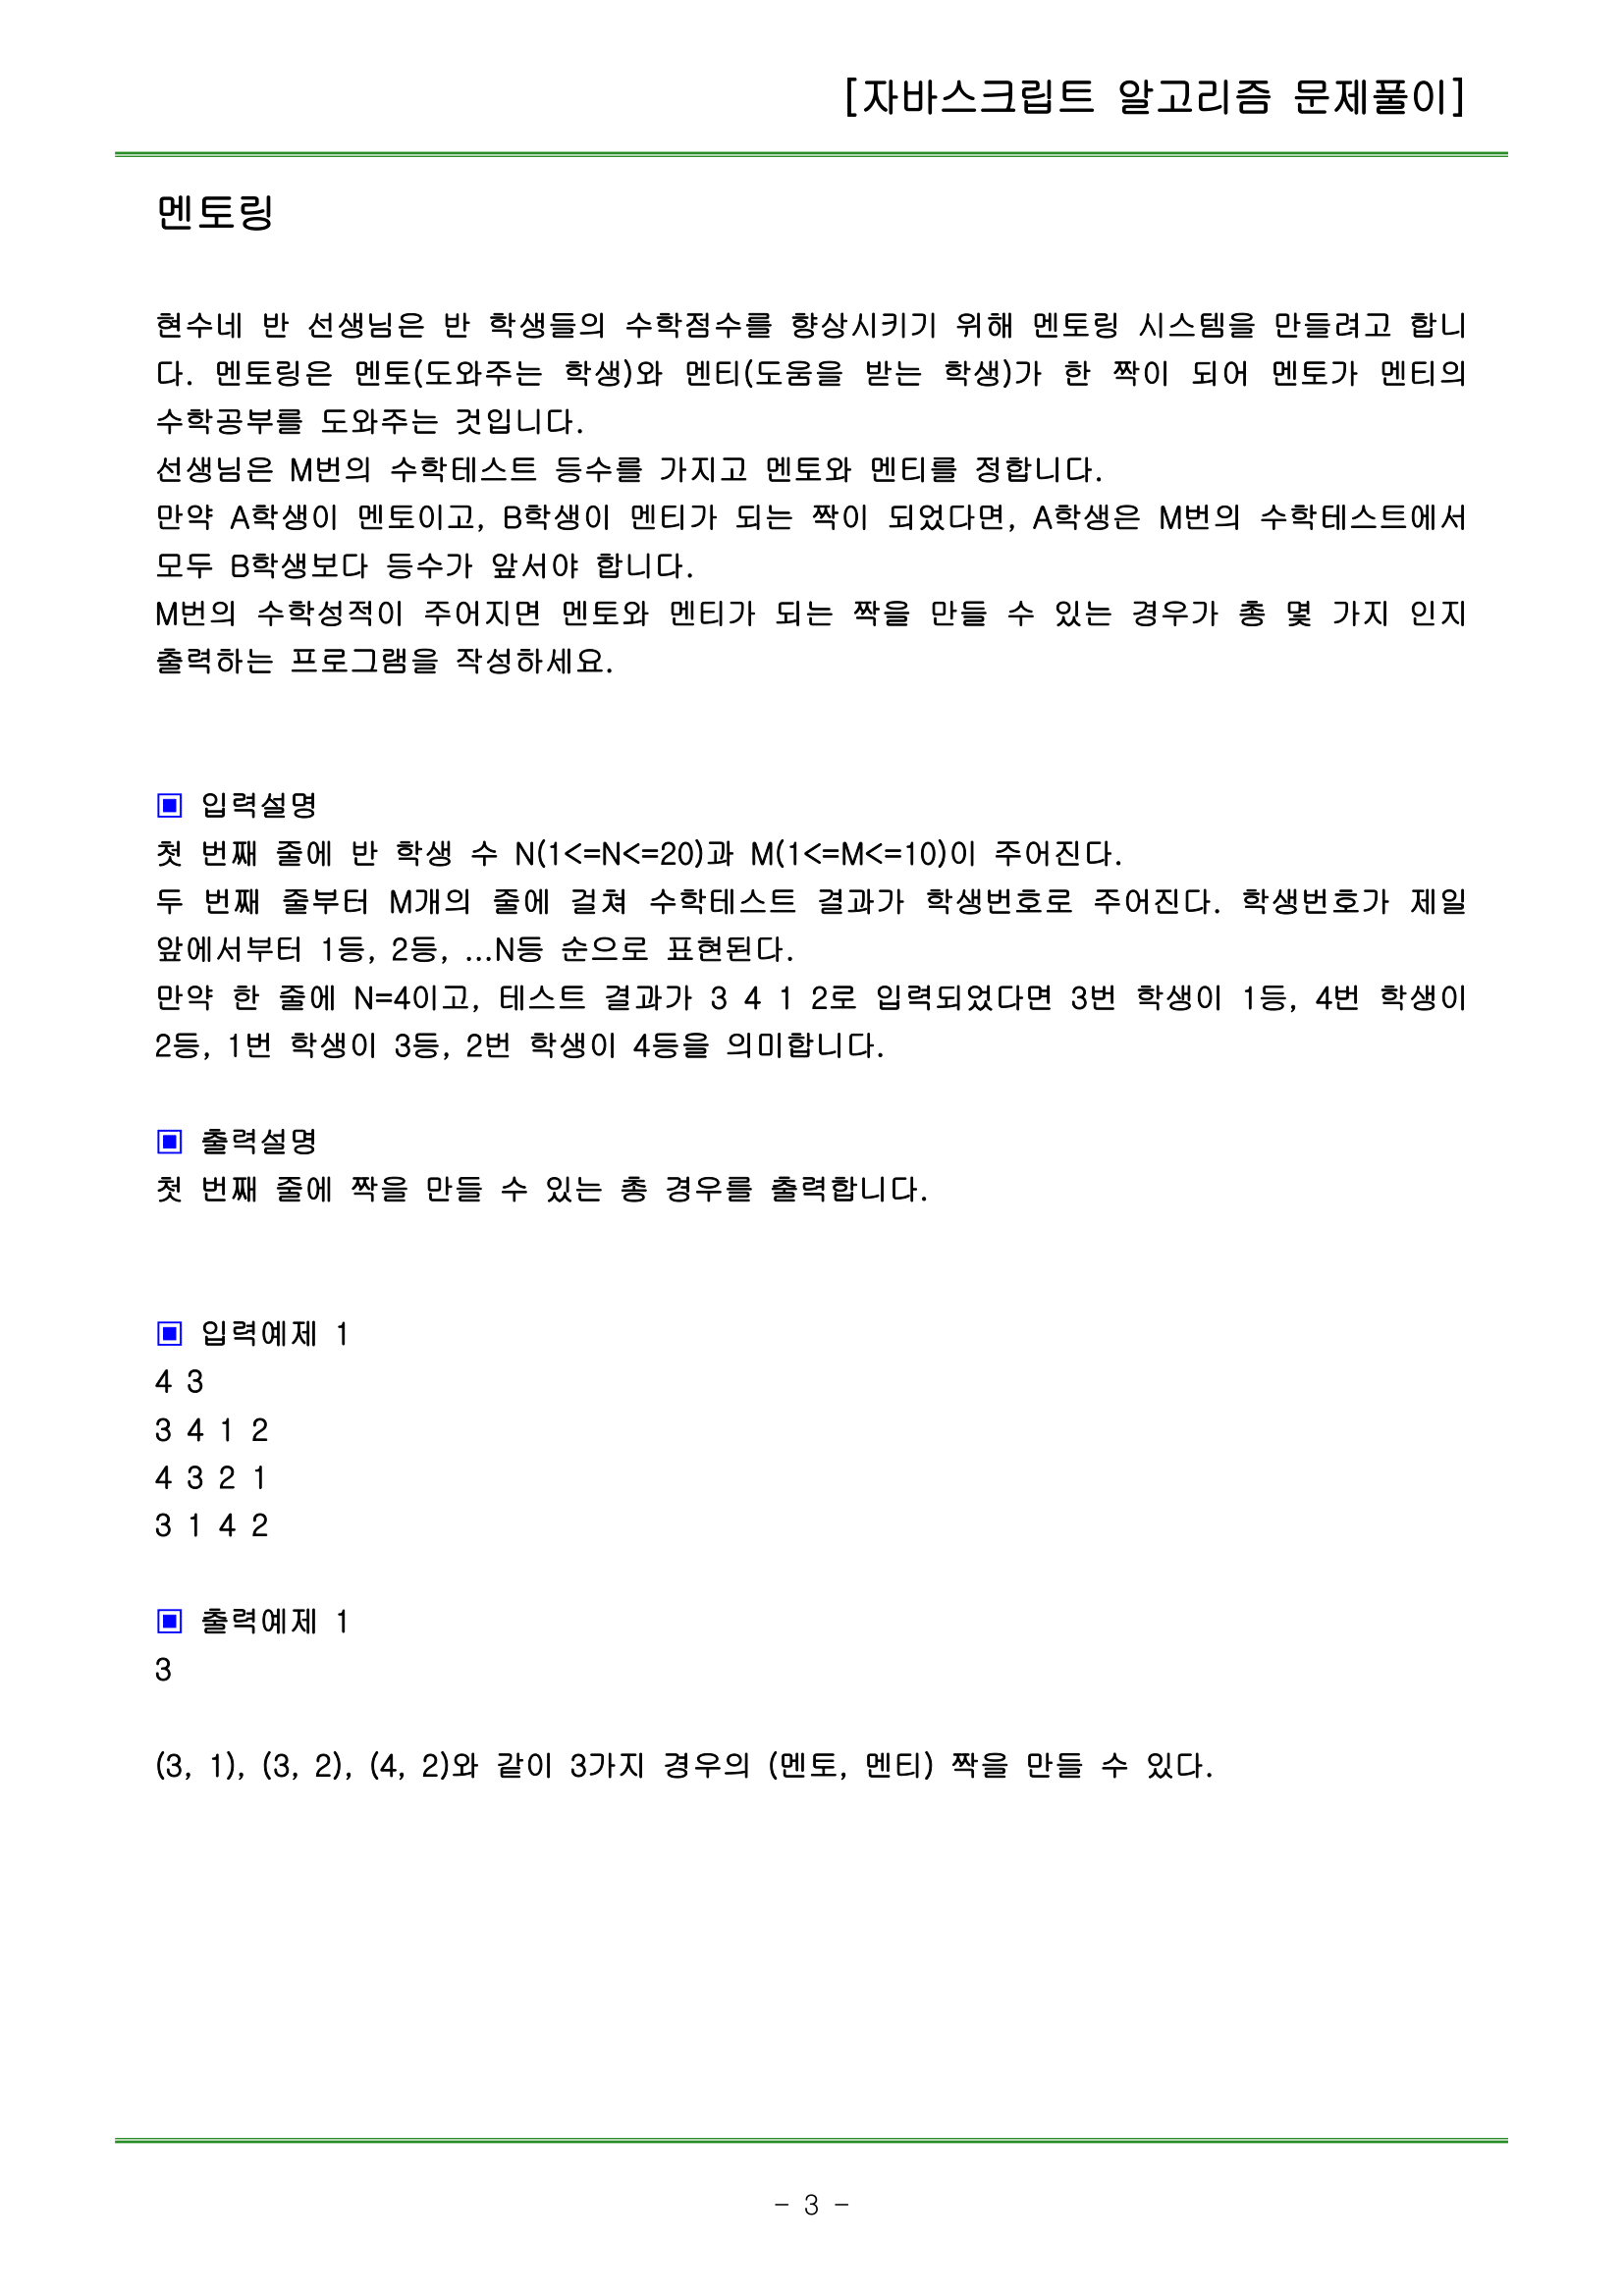 [자바스크립트 알고리즘 문제풀이]
멘토링
현수네 반 선생님은 반 학생들의 수학점수를 향상시키기 위해 멘토링 시스템을 만들려고 합니
다. 멘토링은 멘토(도와주는 학생)와 멘티(도움을 받는 학생)가 한 짝이 되어 멘토가 멘티의
수학공부를 도와주는 것입니다.
선생님은 M번의 수학테스트 등수를 가지고 멘토와 멘티를 정합니다.
만약 A학생이 멘토이고, B학생이 멘티가 되는 짝이 되었다면, A학생은 M번의 수학테스트에서
모두 B학생보다 등수가 앞서야 합니다.
M번의 수학성적이 주어지면 멘토와 멘티가 되는 짝을 만들 수 있는 경우가 총 몇 가지 인지
출력하는 프로그램을 작성하세요.
▣ 입력설명
첫 번째 줄에 반 학생 수 N(1<=N<=20)과 M(1<=M<=10)이 주어진다.
두 번째 줄부터 M개의 줄에 걸쳐 수학테스트 결과가 학생번호로 주어진다. 학생번호가 제일
앞에서부터 1등, 2등, ...N등 순으로 표현된다.
만약 한 줄에 N=4이고, 테스트 결과가 3 4 1 2로 입력되었다면 3번 학생이 1등, 4번 학생이
2등, 1번 학생이 3등, 2번 학생이 4등을 의미합니다.
▣ 출력설명
첫 번째 줄에 짝을 만들 수 있는 총 경우를 출력합니다.
▣ 입력예제 1
4 3
3 4 1 2
4 3 2 1
3 1 4 2
▣ 출력예제 1
3
(3, 1), (3, 2), (4, 2)와 같이 3가지 경우의 (멘토, 멘티) 짝을 만들 수 있다.
- 3 -